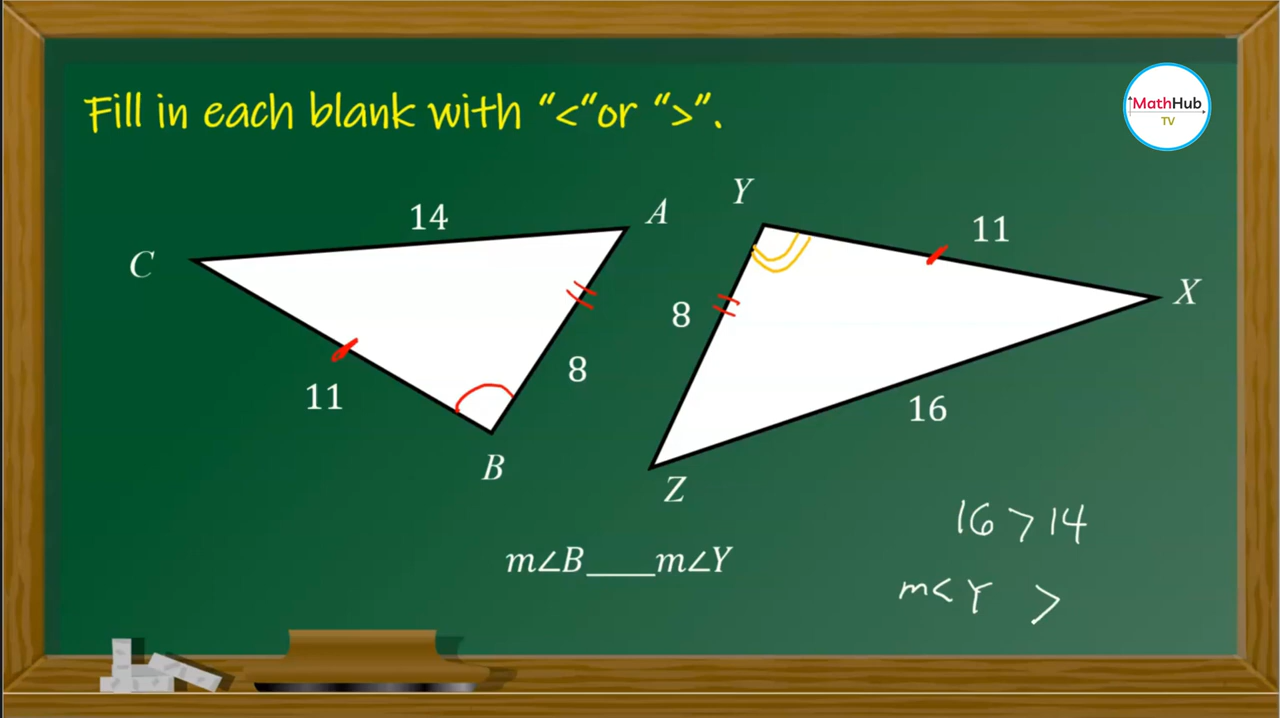 MathHub
TV
Fill in each blank with “<“or “>”.
14
A
C
11
8
B
Y
11
X
8
16
Z
16 > 14
m∠B____m∠Y
m< Y >